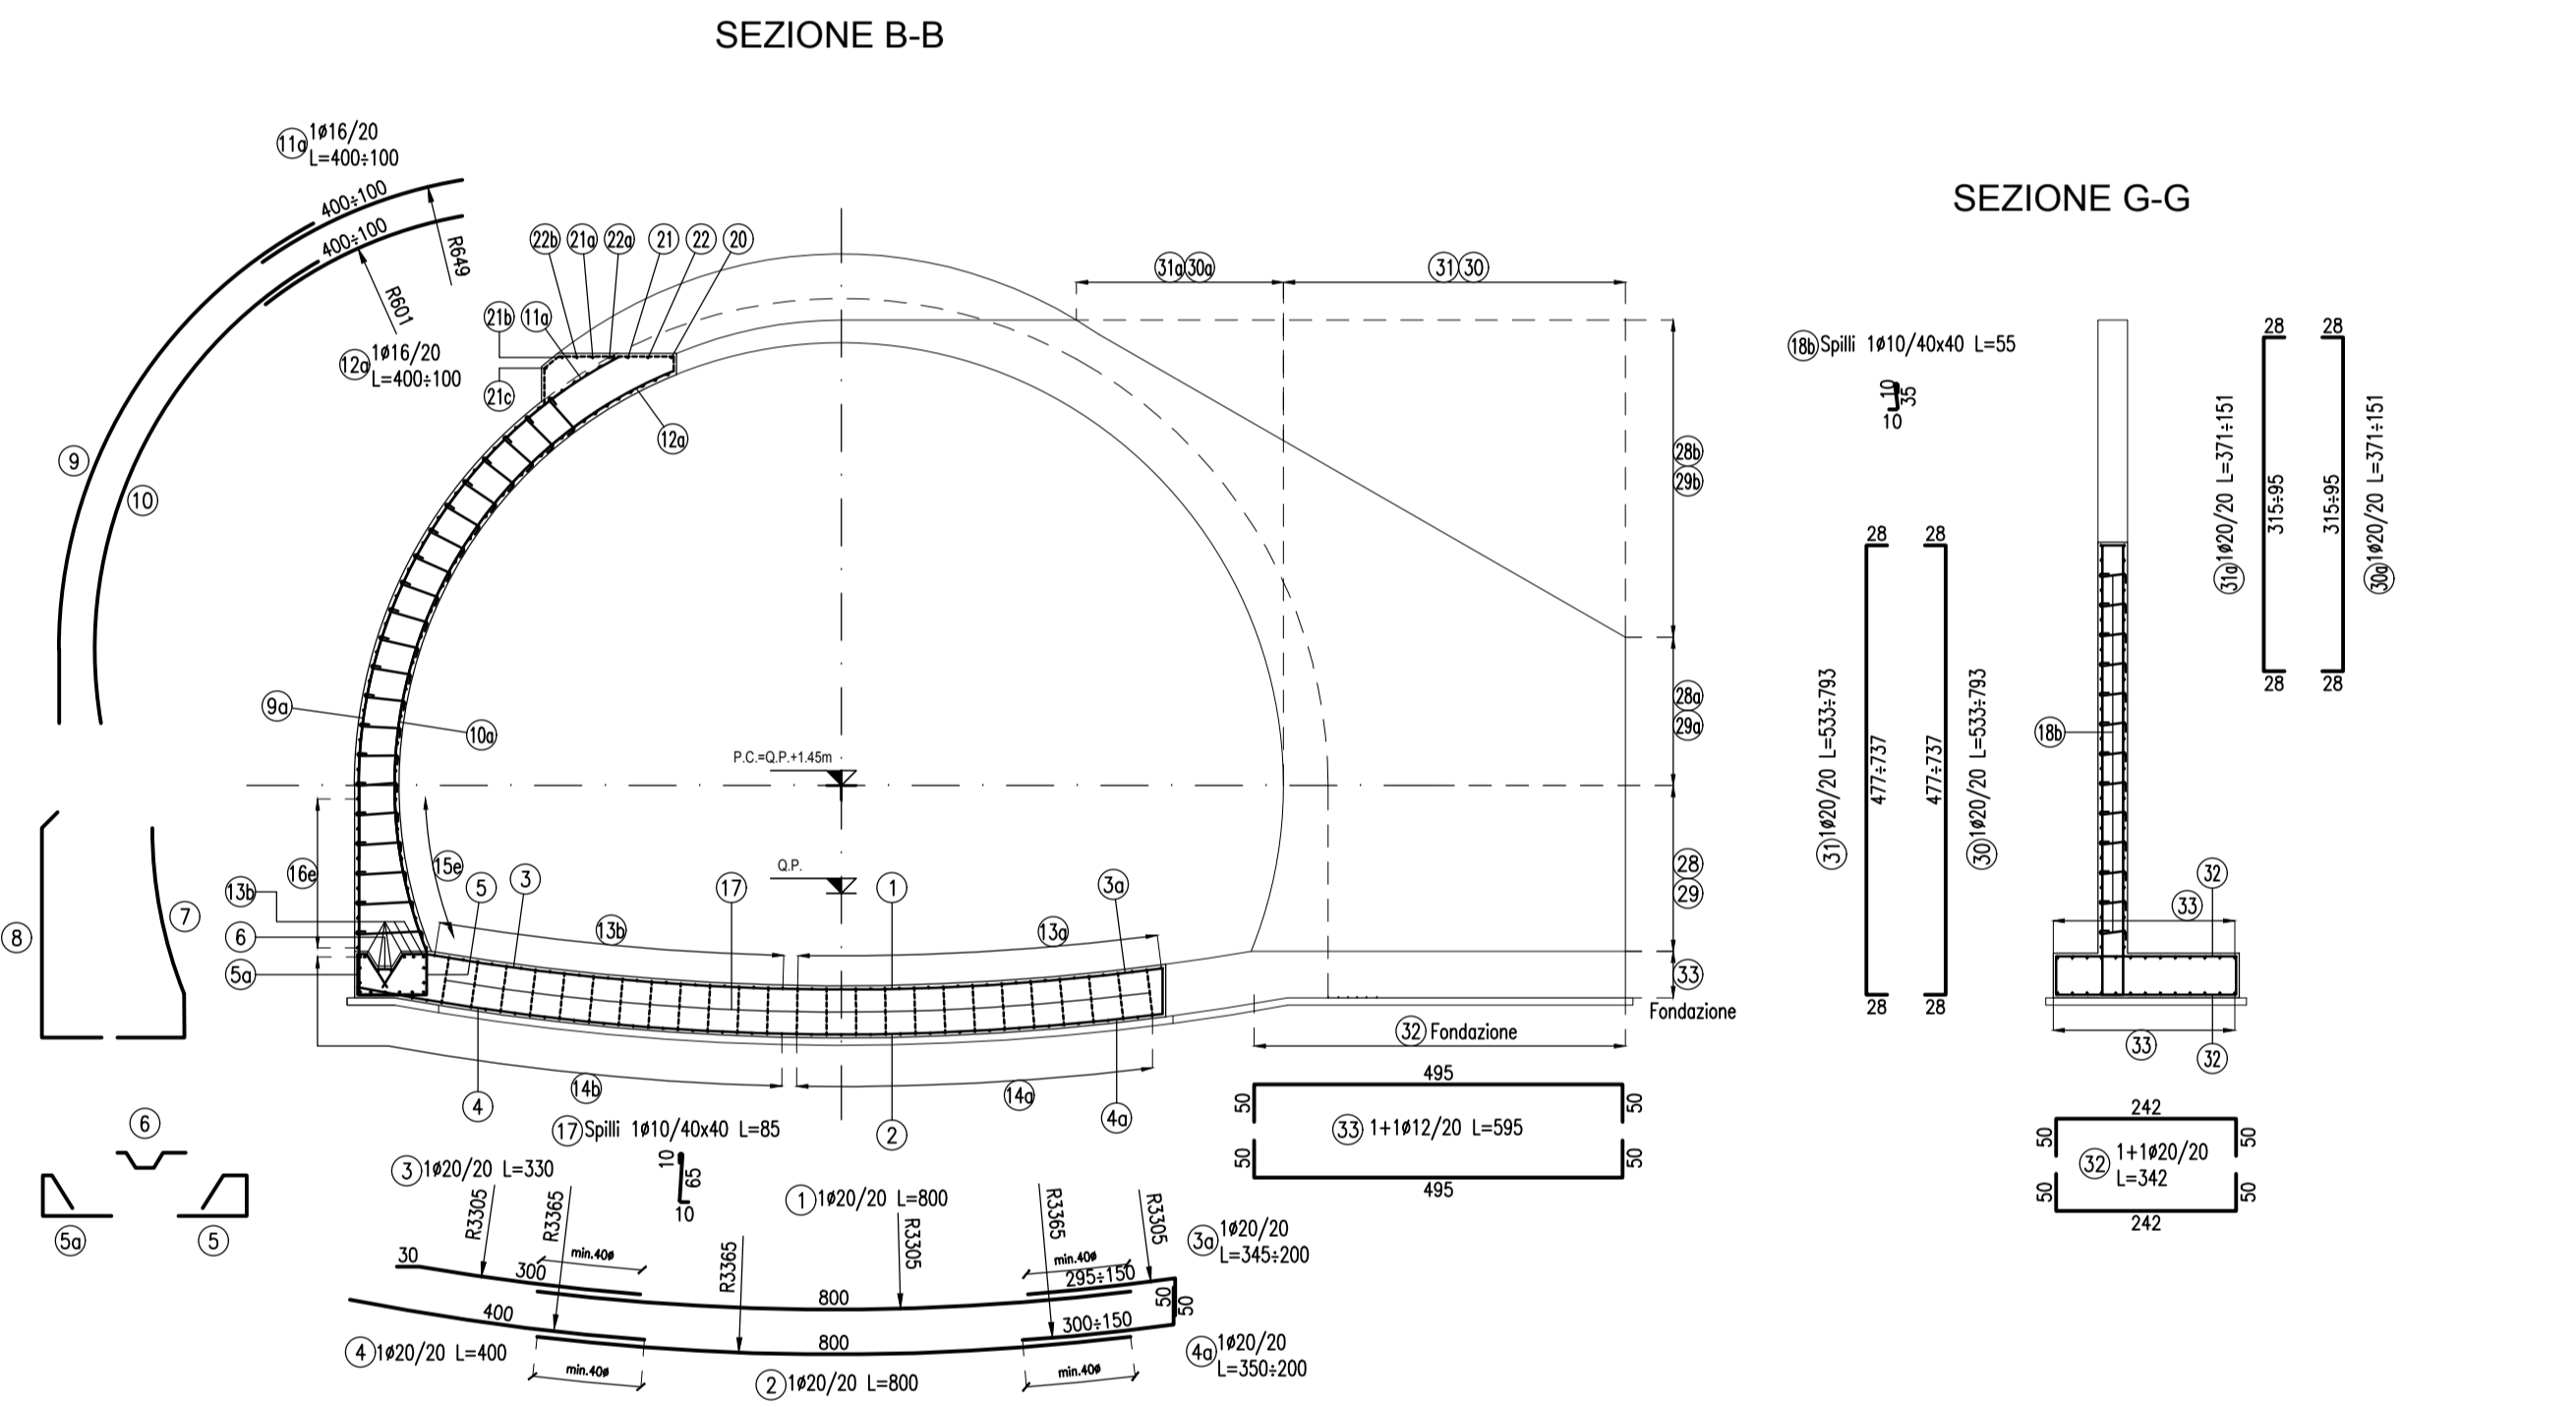 SEZIONE B-B
SEZIONE G-G
11a 1ø16/20
L=400÷100
400÷100
400÷100
R649
R601
12a 1ø16/20
L=400÷100
9
10
22b 21a 22a 21 22 20
21b 11a
21c
12a
31a 30a
31 30
28b
29b
28a
29a
28
29
33
Fondazione
32 Fondazione
9a
10a
P.C.=Q.P.+1.45m
Q.P.
16e
15e
13b
6
5a
5
3
13b
17
1
13a
3a
8
7
14b
4
14a
2
4a
6
5a
5
17 Spilli 1ø10/40x40 L=85
10
65
10
3 1ø20/20 L=330
1 1ø20/20 L=800
R3305
R3365
R3365
R3305
R3365
R3305
3a 1ø20/20
L=345÷200
30
300
min.40ø
800
min.40ø
295÷150
50
50
400
800
300÷150
4 1ø20/20 L=400
min.40ø
2 1ø20/20 L=800
min.40ø
4a 1ø20/20
L=350÷200
495
50
50
33 1+1ø12/20 L=595
50
50
495
18b Spilli 1ø10/40x40 L=55
10
35
10
28
28
31 1ø20/20 L=533÷793
477÷737
477÷737
30 1ø20/20 L=533÷793
28
28
28
28
31a 1ø20/20 L=371÷151
315÷95
315÷95
30a 1ø20/20 L=371÷151
28
28
18b
32
33
33
32
242
50
50
32 1+1ø20/20
L=342
50
50
242